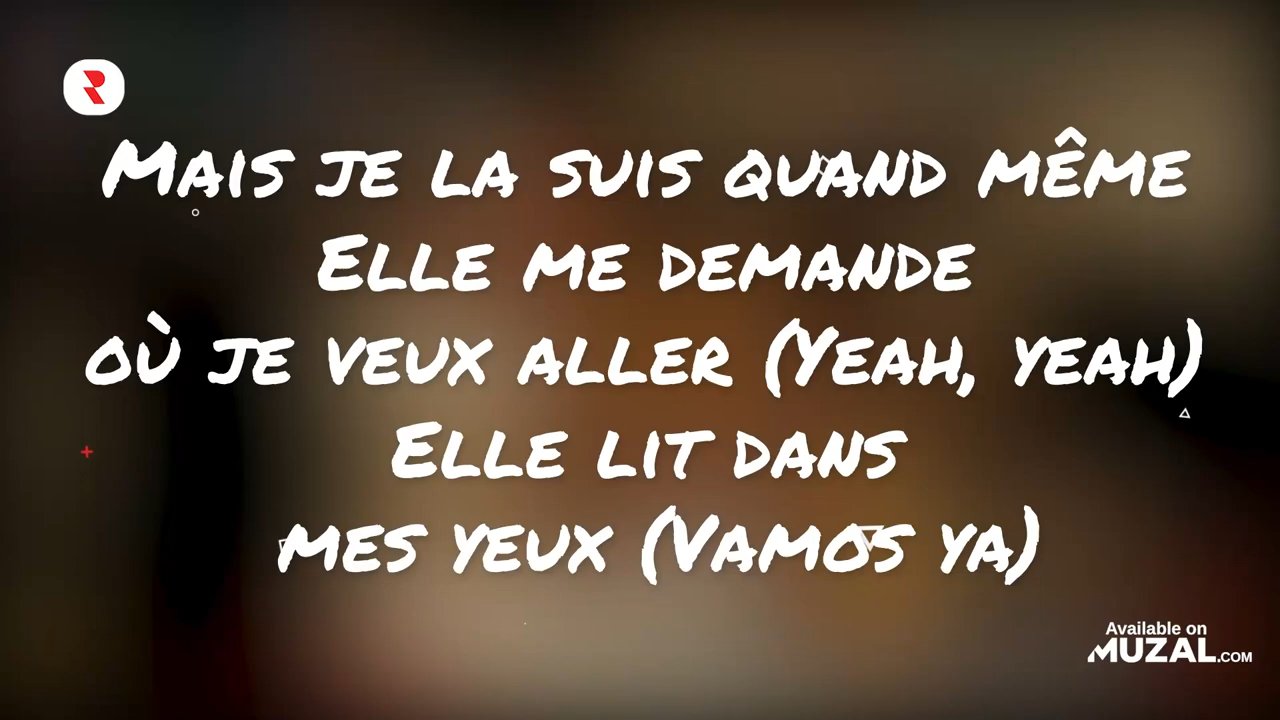 Mais je la suis quand même
Elle me demande
où je veux aller (Yeah, yeah)
Elle lit dans
mes yeux (Vamos ya)
Available on
MUZAL.COM